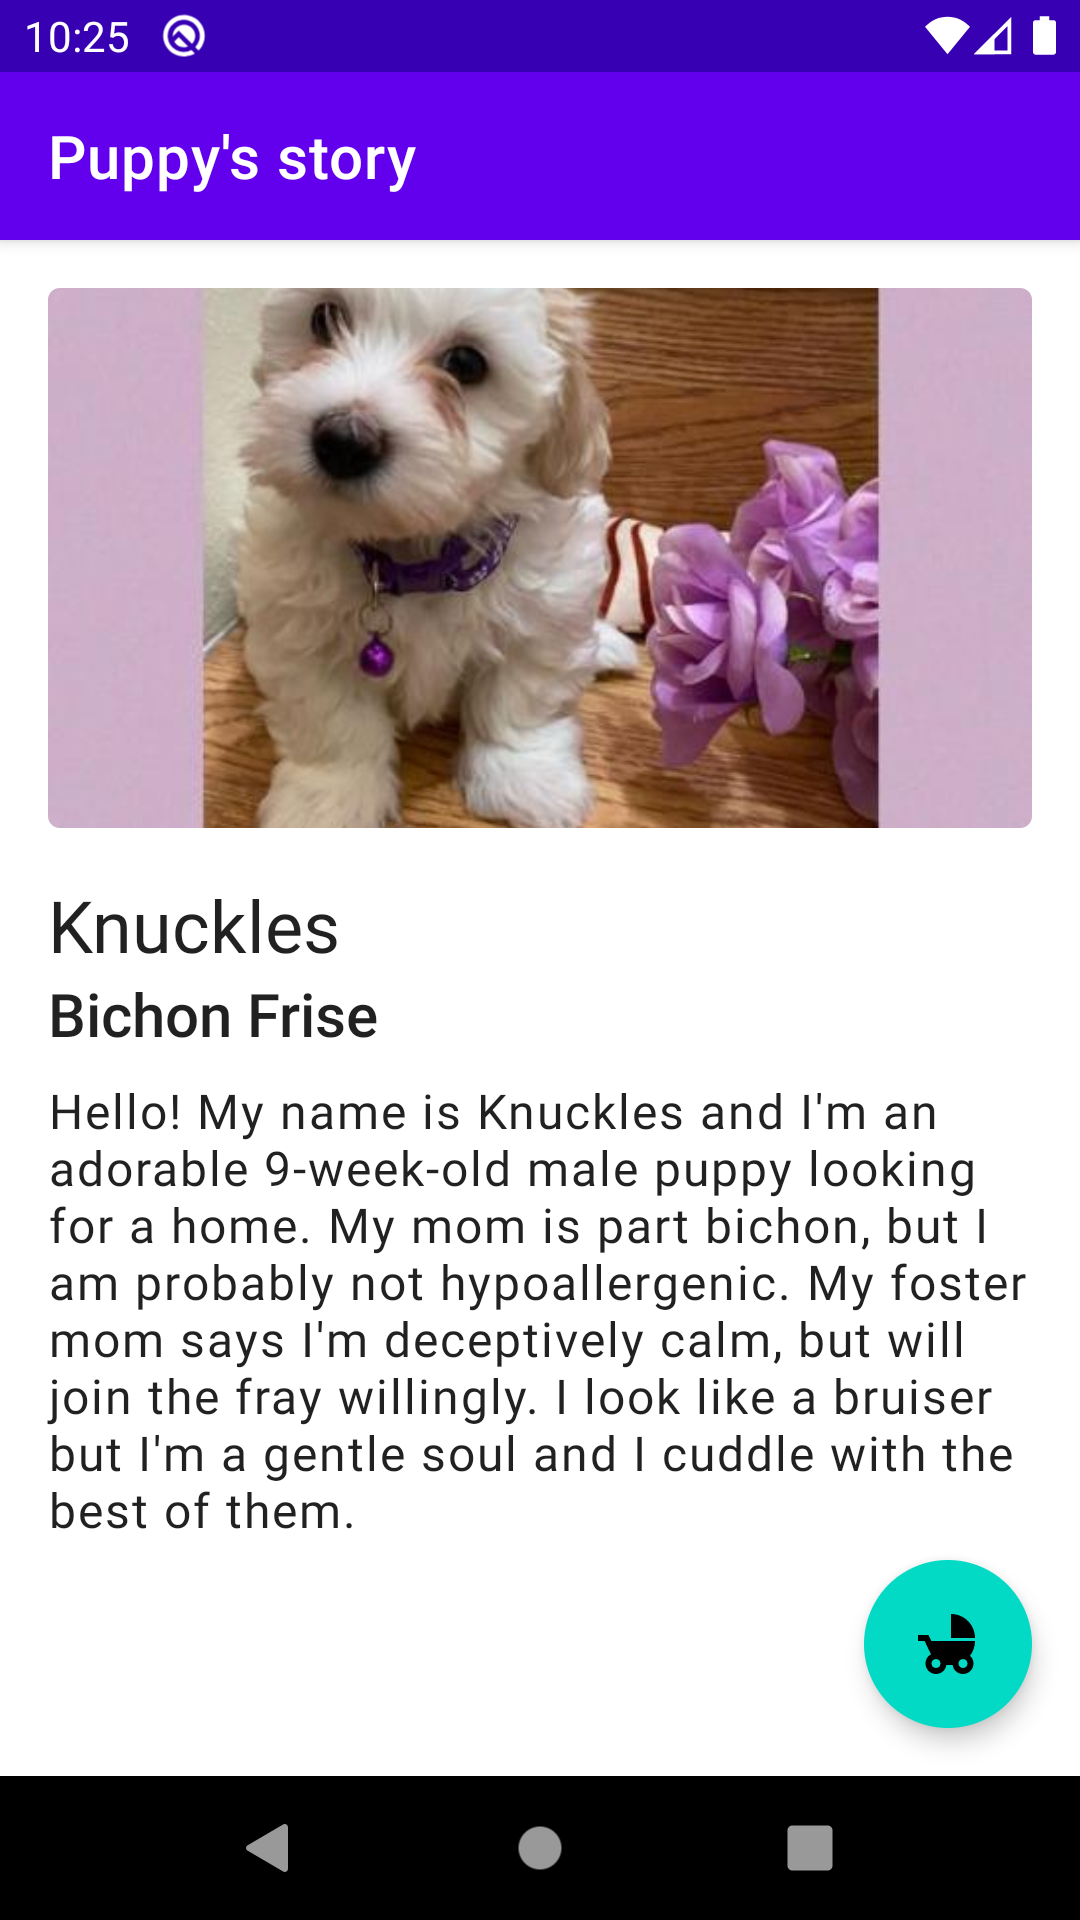 10:25
Puppy's story
Knuckles
Bichon Frise
Hello! My name is Knuckles and I'm an
adorable 9-week-old male puppy looking
for a home. My mom is part bichon, but I
am probably not hypoallergenic. My foster
mom says I'm deceptively calm, but will
join the fray willingly. I look like a bruiser
but I'm a gentle soul and I cuddle with the
best of them.